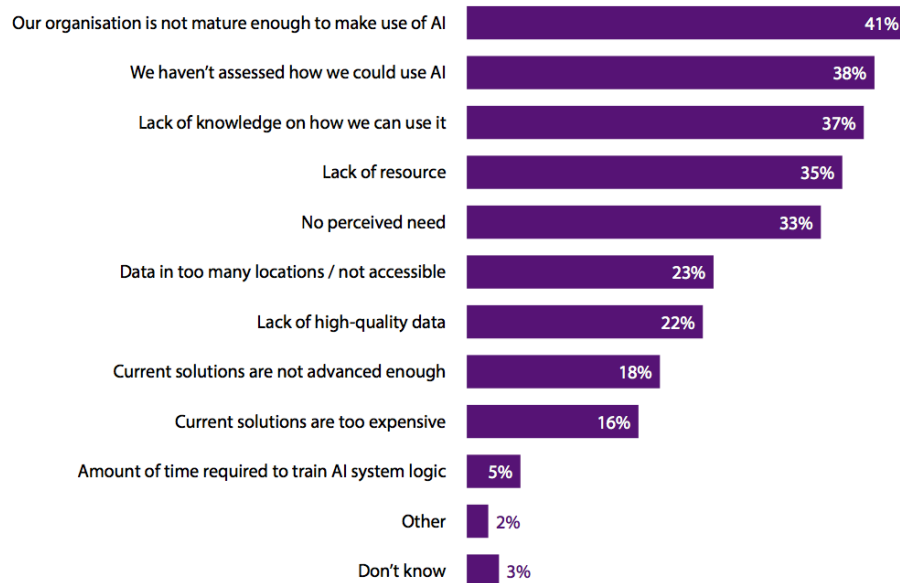 Our organisation is not mature enough to make use of AI 41%
We haven't assessed how we could use AI 38%
Lack of knowledge on how we can use it 37%
Lack of resource 35%
No perceived need 33%
Data in too many locations / not accessible 23%
Lack of high-quality data 22%
Current solutions are not advanced enough 18%
Current solutions are too expensive 16%
Amount of time required to train AI system logic 5%
Other 2%
Don't know 3%